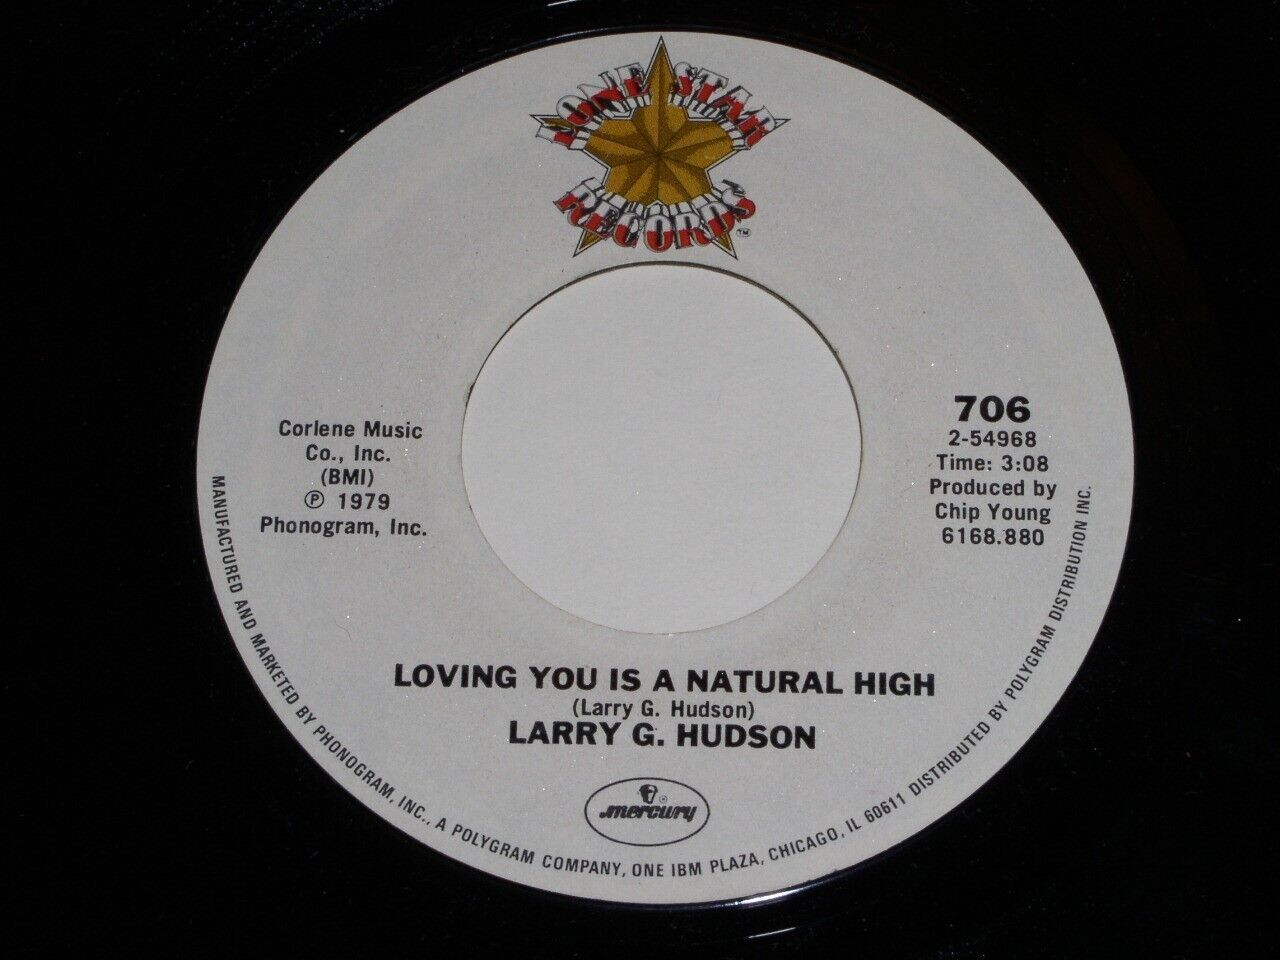 LONE STAR
RECORDS
TM
Corlene Music
Co., Inc.
(BMI)
℗ 1979
Phonogram, Inc.
706
2-54968
Time: 3:08
Produced by
Chip Young
6168.880
LOVING YOU IS A NATURAL HIGH
(Larry G. Hudson)
LARRY G. HUDSON
mercury ®
MANUFACTURED AND MARKETED BY PHONOGRAM, INC., A POLYGRAM COMPANY, ONE IBM PLAZA, CHICAGO, IL 60611 DISTRIBUTED BY POLYGRAM DISTRIBUTION INC.